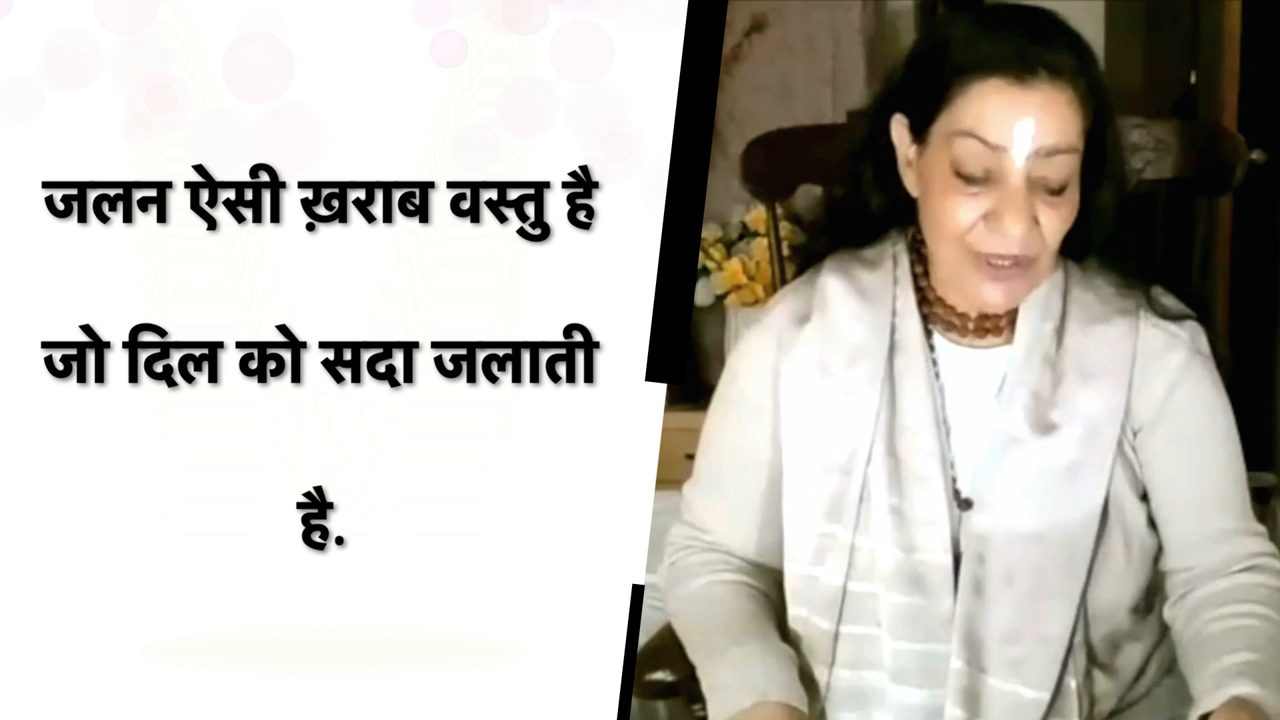 जलन ऐसी ख़राब वस्तु है
जो दिल को सदा जलाती
है.